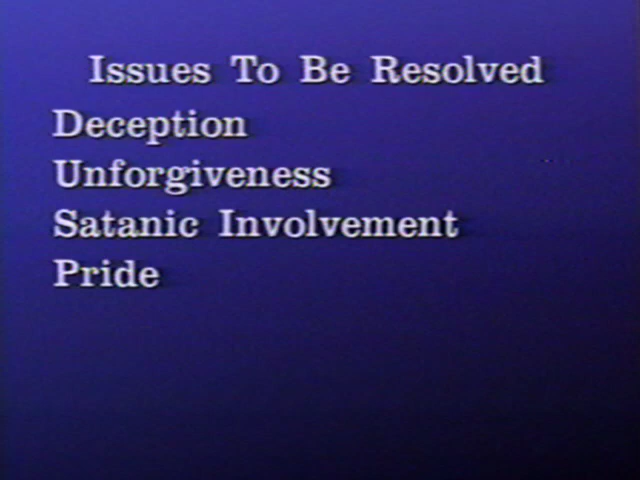 Issues To Be Resolved
Deception
Unforgiveness
Satanic Involvement
Pride